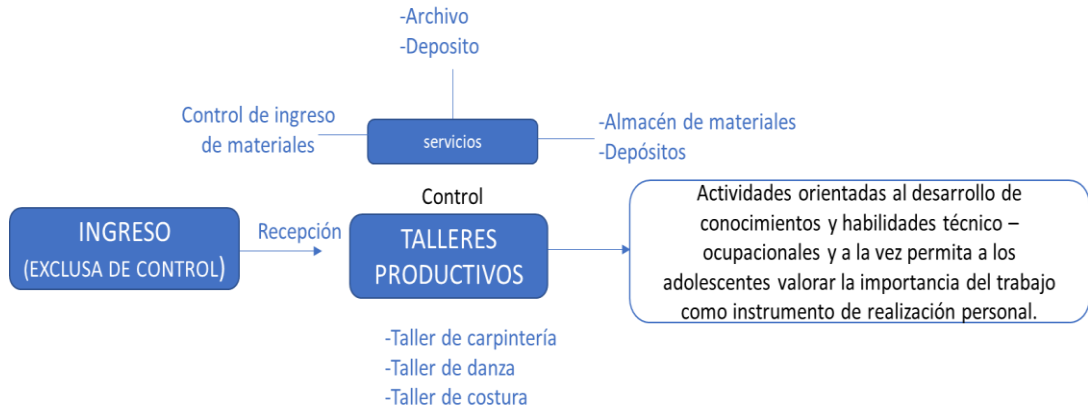 -Archivo
-Deposito
Control de ingreso
de materiales
servicios
-Almacén de materiales
-Depósitos
Control
INGRESO
(EXCLUSA DE CONTROL)
Recepción
TALLERES
PRODUCTIVOS
Actividades orientadas al desarrollo de
conocimientos y habilidades técnico –
ocupacionales y a la vez permita a los
adolescentes valorar la importancia del trabajo
como instrumento de realización personal.
-Taller de carpintería
-Taller de danza
-Taller de costura